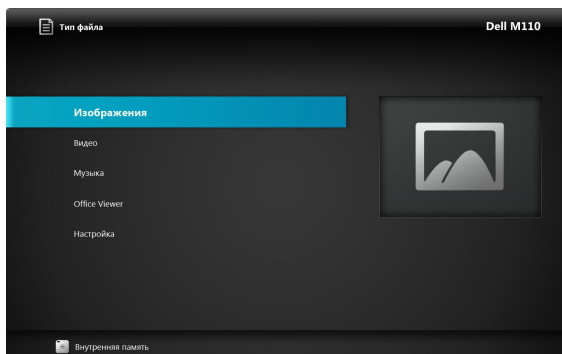 Тип файла
Dell M110
Изображения
Видео
Музыка
Office Viewer
Настройка
Внутренняя память